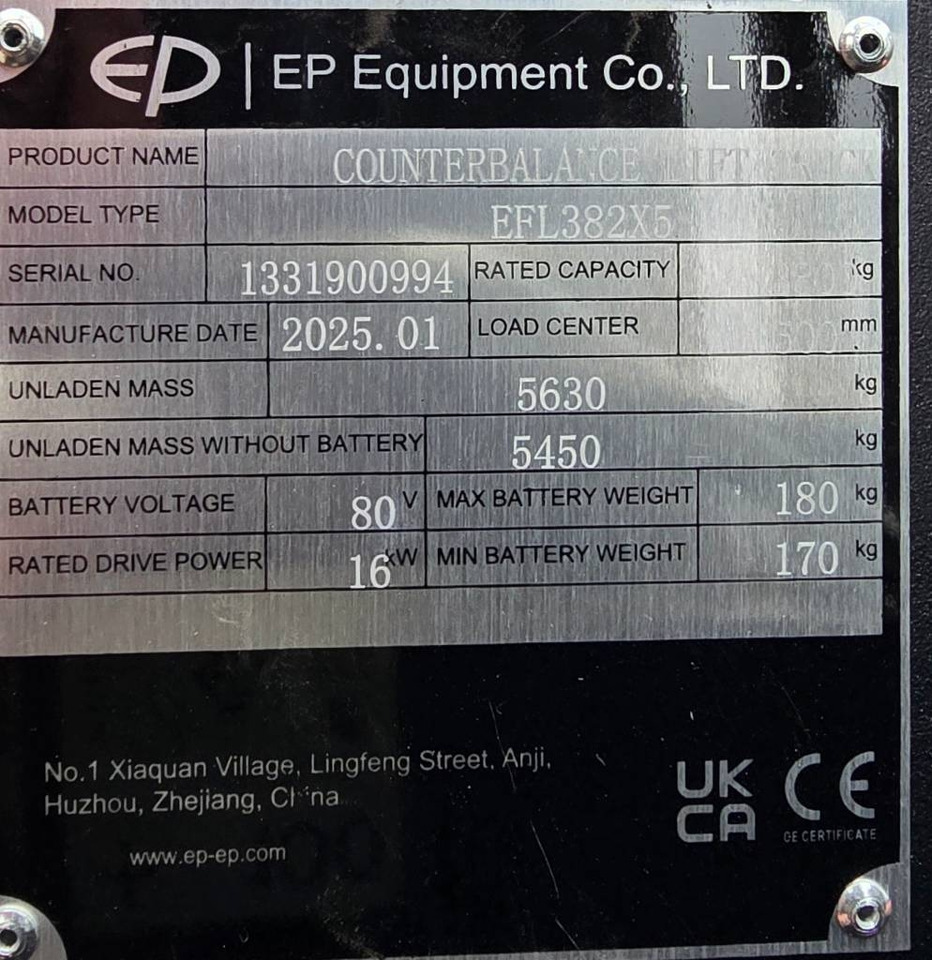 EP | EP Equipment Co., LTD.
PRODUCT NAME COUNTERBALANCE LIFT
MODEL TYPE EFL382X5
SERIAL NO. 1331900994 RATED CAPACITY kg
MANUFACTURE DATE 2025.01 LOAD CENTER mm
UNLADEN MASS 5630 kg
UNLADEN MASS WITHOUT BATTERY 5450 kg
BATTERY VOLTAGE 80 V MAX BATTERY WEIGHT 180 kg
RATED DRIVE POWER 16 kW MIN BATTERY WEIGHT 170 kg
No.1 Xiaquan Village, Lingfeng Street, Anji,
Huzhou, Zhejiang, China
www.ep-ep.com
UK
CA
CE
CE CERTIFICATE